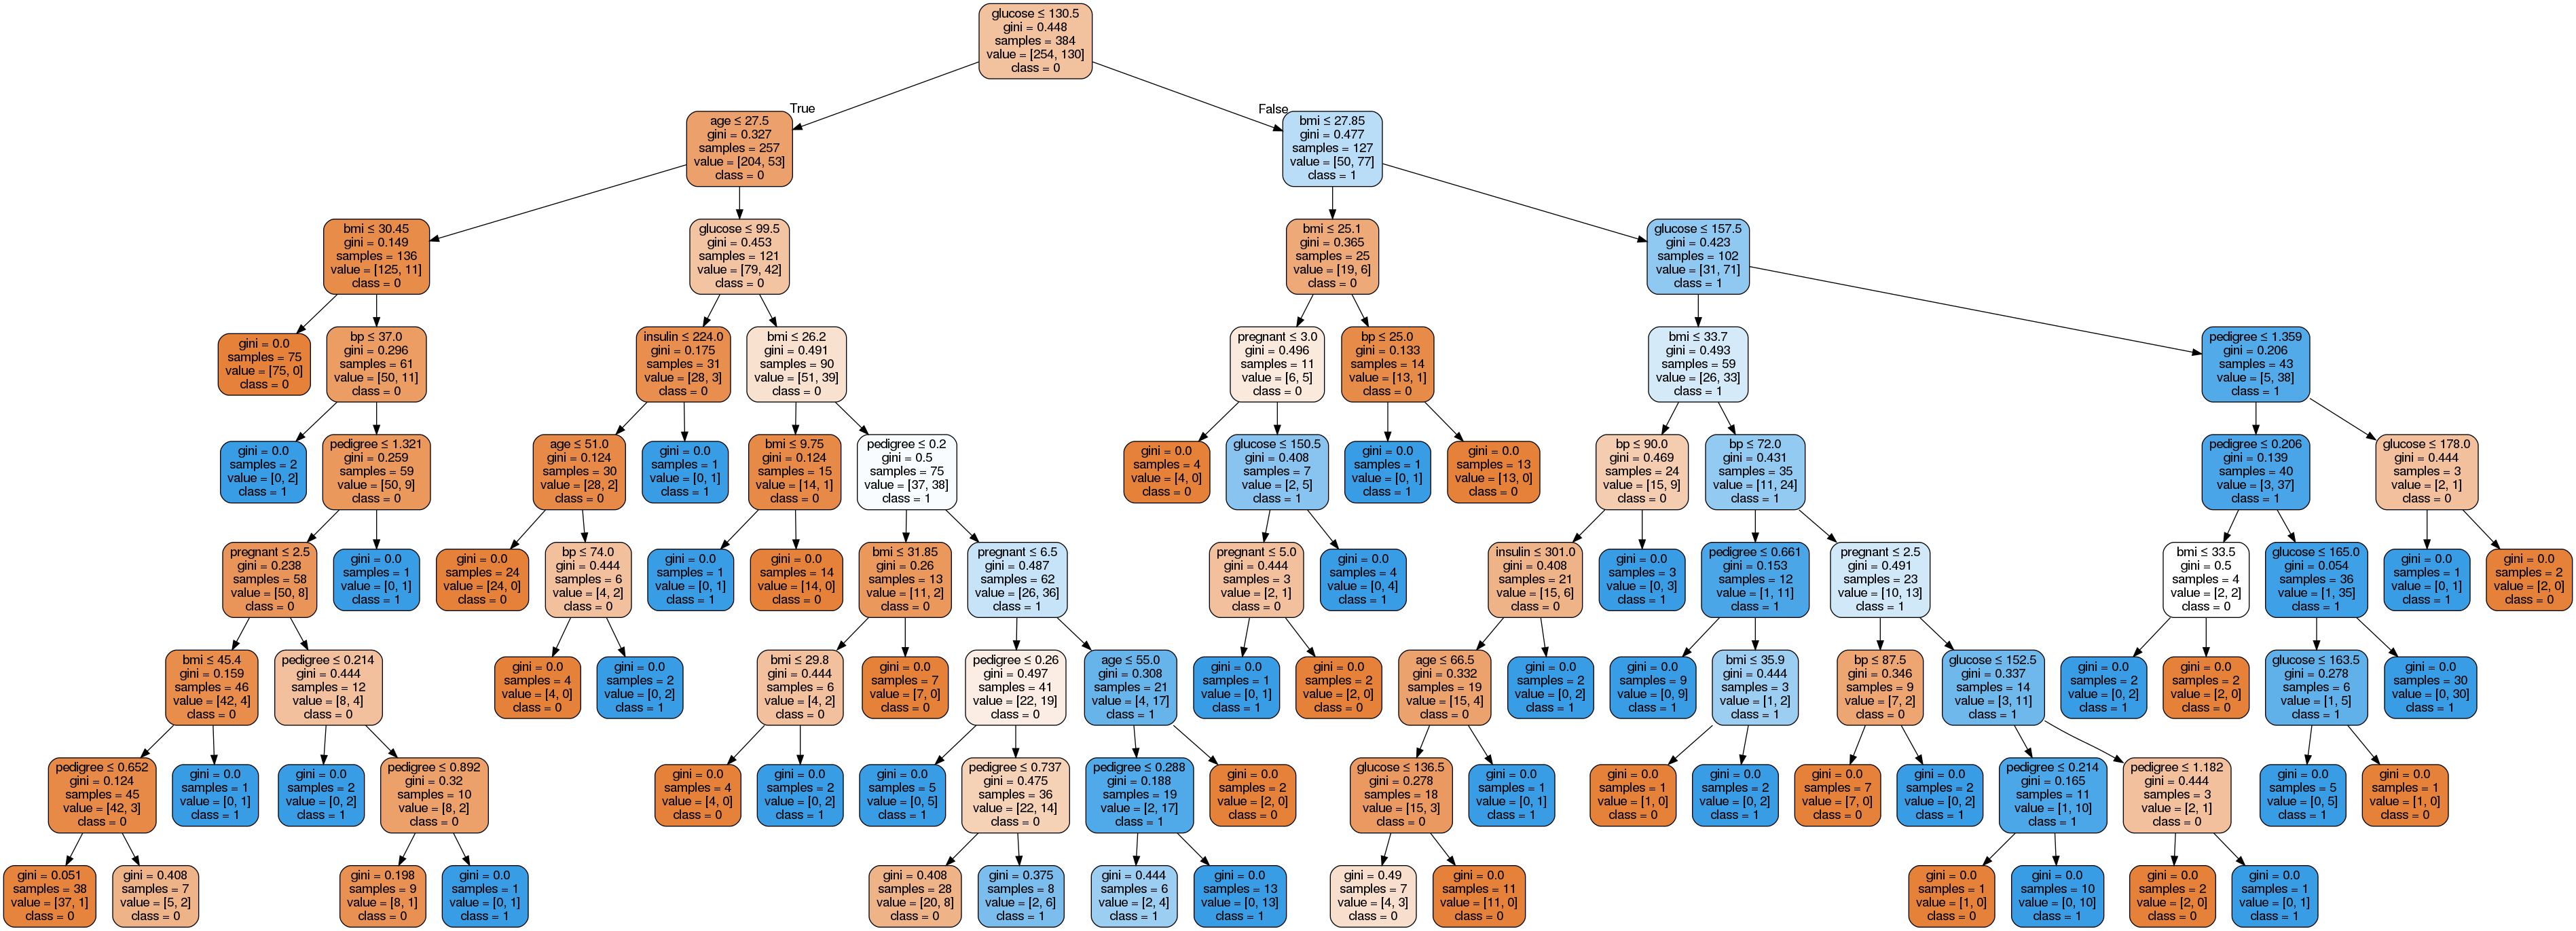 glucose ≤ 130.5
gini = 0.448
samples = 384
value = [254, 130]
class = 0
True
False
age ≤ 27.5
gini = 0.327
samples = 257
value = [204, 53]
class = 0
bmi ≤ 27.85
gini = 0.477
samples = 127
value = [50, 77]
class = 1
bmi ≤ 30.45
gini = 0.149
samples = 136
value = [125, 11]
class = 0
glucose ≤ 99.5
gini = 0.453
samples = 121
value = [79, 42]
class = 0
bmi ≤ 25.1
gini = 0.365
samples = 25
value = [19, 6]
class = 0
glucose ≤ 157.5
gini = 0.423
samples = 102
value = [31, 71]
class = 1
gini = 0.0
samples = 75
value = [75, 0]
class = 0
bp ≤ 37.0
gini = 0.296
samples = 61
value = [50, 11]
class = 0
insulin ≤ 224.0
gini = 0.175
samples = 31
value = [28, 3]
class = 0
bmi ≤ 26.2
gini = 0.491
samples = 90
value = [51, 39]
class = 0
pregnant ≤ 3.0
gini = 0.496
samples = 11
value = [6, 5]
class = 0
bp ≤ 25.0
gini = 0.133
samples = 14
value = [13, 1]
class = 0
bmi ≤ 33.7
gini = 0.493
samples = 59
value = [26, 33]
class = 1
pedigree ≤ 1.359
gini = 0.206
samples = 43
value = [5, 38]
class = 1
gini = 0.0
samples = 2
value = [0, 2]
class = 1
pedigree ≤ 1.321
gini = 0.259
samples = 59
value = [50, 9]
class = 0
age ≤ 51.0
gini = 0.124
samples = 30
value = [28, 2]
class = 0
gini = 0.0
samples = 1
value = [0, 1]
class = 1
bmi ≤ 9.75
gini = 0.124
samples = 15
value = [14, 1]
class = 0
pedigree ≤ 0.2
gini = 0.5
samples = 75
value = [37, 38]
class = 1
gini = 0.0
samples = 4
value = [4, 0]
class = 0
glucose ≤ 150.5
gini = 0.408
samples = 7
value = [2, 5]
class = 1
gini = 0.0
samples = 1
value = [0, 1]
class = 1
gini = 0.0
samples = 13
value = [13, 0]
class = 0
bp ≤ 90.0
gini = 0.469
samples = 24
value = [15, 9]
class = 0
bp ≤ 72.0
gini = 0.431
samples = 35
value = [11, 24]
class = 1
pedigree ≤ 0.206
gini = 0.139
samples = 40
value = [3, 37]
class = 1
glucose ≤ 178.0
gini = 0.444
samples = 3
value = [2, 1]
class = 0
pregnant ≤ 2.5
gini = 0.238
samples = 58
value = [50, 8]
class = 0
gini = 0.0
samples = 1
value = [0, 1]
class = 1
gini = 0.0
samples = 24
value = [24, 0]
class = 0
bp ≤ 74.0
gini = 0.444
samples = 6
value = [4, 2]
class = 0
gini = 0.0
samples = 1
value = [0, 1]
class = 1
gini = 0.0
samples = 14
value = [14, 0]
class = 0
bmi ≤ 31.85
gini = 0.26
samples = 13
value = [11, 2]
class = 0
pregnant ≤ 6.5
gini = 0.487
samples = 62
value = [26, 36]
class = 1
pregnant ≤ 5.0
gini = 0.444
samples = 3
value = [2, 1]
class = 0
gini = 0.0
samples = 4
value = [0, 4]
class = 1
insulin ≤ 301.0
gini = 0.408
samples = 21
value = [15, 6]
class = 0
gini = 0.0
samples = 3
value = [0, 3]
class = 1
pedigree ≤ 0.661
gini = 0.153
samples = 12
value = [1, 11]
class = 1
pregnant ≤ 2.5
gini = 0.491
samples = 23
value = [10, 13]
class = 1
bmi ≤ 33.5
gini = 0.5
samples = 4
value = [2, 2]
class = 0
glucose ≤ 165.0
gini = 0.054
samples = 36
value = [1, 35]
class = 1
gini = 0.0
samples = 1
value = [0, 1]
class = 1
gini = 0.0
samples = 2
value = [2, 0]
class = 0
bmi ≤ 45.4
gini = 0.159
samples = 46
value = [42, 4]
class = 0
pedigree ≤ 0.214
gini = 0.444
samples = 12
value = [8, 4]
class = 0
gini = 0.0
samples = 4
value = [4, 0]
class = 0
gini = 0.0
samples = 2
value = [0, 2]
class = 1
bmi ≤ 29.8
gini = 0.444
samples = 6
value = [4, 2]
class = 0
gini = 0.0
samples = 7
value = [7, 0]
class = 0
pedigree ≤ 0.26
gini = 0.497
samples = 41
value = [22, 19]
class = 0
age ≤ 55.0
gini = 0.308
samples = 21
value = [4, 17]
class = 1
gini = 0.0
samples = 1
value = [0, 1]
class = 1
gini = 0.0
samples = 2
value = [2, 0]
class = 0
age ≤ 66.5
gini = 0.332
samples = 19
value = [15, 4]
class = 0
gini = 0.0
samples = 2
value = [0, 2]
class = 1
gini = 0.0
samples = 9
value = [0, 9]
class = 1
bmi ≤ 35.9
gini = 0.444
samples = 3
value = [1, 2]
class = 1
bp ≤ 87.5
gini = 0.346
samples = 9
value = [7, 2]
class = 0
glucose ≤ 152.5
gini = 0.337
samples = 14
value = [3, 11]
class = 1
gini = 0.0
samples = 2
value = [0, 2]
class = 1
gini = 0.0
samples = 2
value = [2, 0]
class = 0
glucose ≤ 163.5
gini = 0.278
samples = 6
value = [1, 5]
class = 1
gini = 0.0
samples = 30
value = [0, 30]
class = 1
pedigree ≤ 0.652
gini = 0.124
samples = 45
value = [42, 3]
class = 0
gini = 0.0
samples = 1
value = [0, 1]
class = 1
gini = 0.0
samples = 2
value = [0, 2]
class = 1
pedigree ≤ 0.892
gini = 0.32
samples = 10
value = [8, 2]
class = 0
gini = 0.0
samples = 4
value = [4, 0]
class = 0
gini = 0.0
samples = 2
value = [0, 2]
class = 1
gini = 0.0
samples = 5
value = [0, 5]
class = 1
pedigree ≤ 0.737
gini = 0.475
samples = 36
value = [22, 14]
class = 0
pedigree ≤ 0.288
gini = 0.188
samples = 19
value = [2, 17]
class = 1
gini = 0.0
samples = 2
value = [2, 0]
class = 0
glucose ≤ 136.5
gini = 0.278
samples = 18
value = [15, 3]
class = 0
gini = 0.0
samples = 1
value = [0, 1]
class = 1
gini = 0.0
samples = 1
value = [1, 0]
class = 0
gini = 0.0
samples = 2
value = [0, 2]
class = 1
gini = 0.0
samples = 7
value = [7, 0]
class = 0
gini = 0.0
samples = 2
value = [0, 2]
class = 1
pedigree ≤ 0.214
gini = 0.165
samples = 11
value = [1, 10]
class = 1
pedigree ≤ 1.182
gini = 0.444
samples = 3
value = [2, 1]
class = 0
gini = 0.0
samples = 5
value = [0, 5]
class = 1
gini = 0.0
samples = 1
value = [1, 0]
class = 0
gini = 0.051
samples = 38
value = [37, 1]
class = 0
gini = 0.408
samples = 7
value = [5, 2]
class = 0
gini = 0.198
samples = 9
value = [8, 1]
class = 0
gini = 0.0
samples = 1
value = [0, 1]
class = 1
gini = 0.408
samples = 28
value = [20, 8]
class = 0
gini = 0.375
samples = 8
value = [2, 6]
class = 1
gini = 0.444
samples = 6
value = [2, 4]
class = 1
gini = 0.0
samples = 13
value = [0, 13]
class = 1
gini = 0.49
samples = 7
value = [4, 3]
class = 0
gini = 0.0
samples = 11
value = [11, 0]
class = 0
gini = 0.0
samples = 1
value = [1, 0]
class = 0
gini = 0.0
samples = 10
value = [0, 10]
class = 1
gini = 0.0
samples = 2
value = [2, 0]
class = 0
gini = 0.0
samples = 1
value = [0, 1]
class = 1